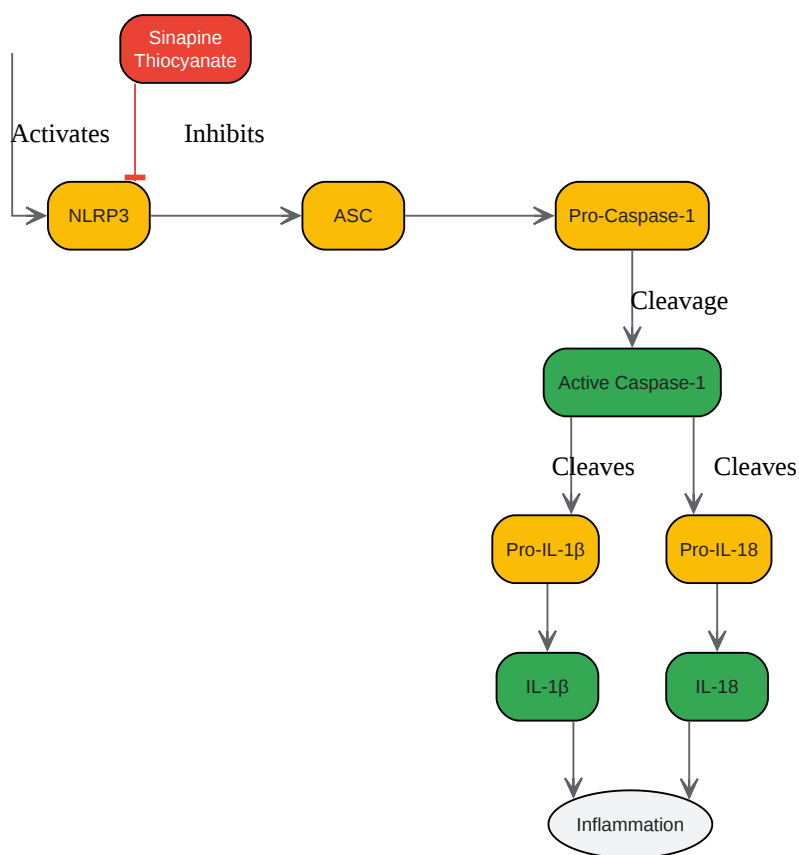 Sinapine
Thiocyanate
Activates
Inhibits
NLRP3
ASC
Pro-Caspase-1
Cleavage
Active Caspase-1
Cleaves
Cleaves
Pro-IL-1β
Pro-IL-18
IL-1β
IL-18
Inflammation